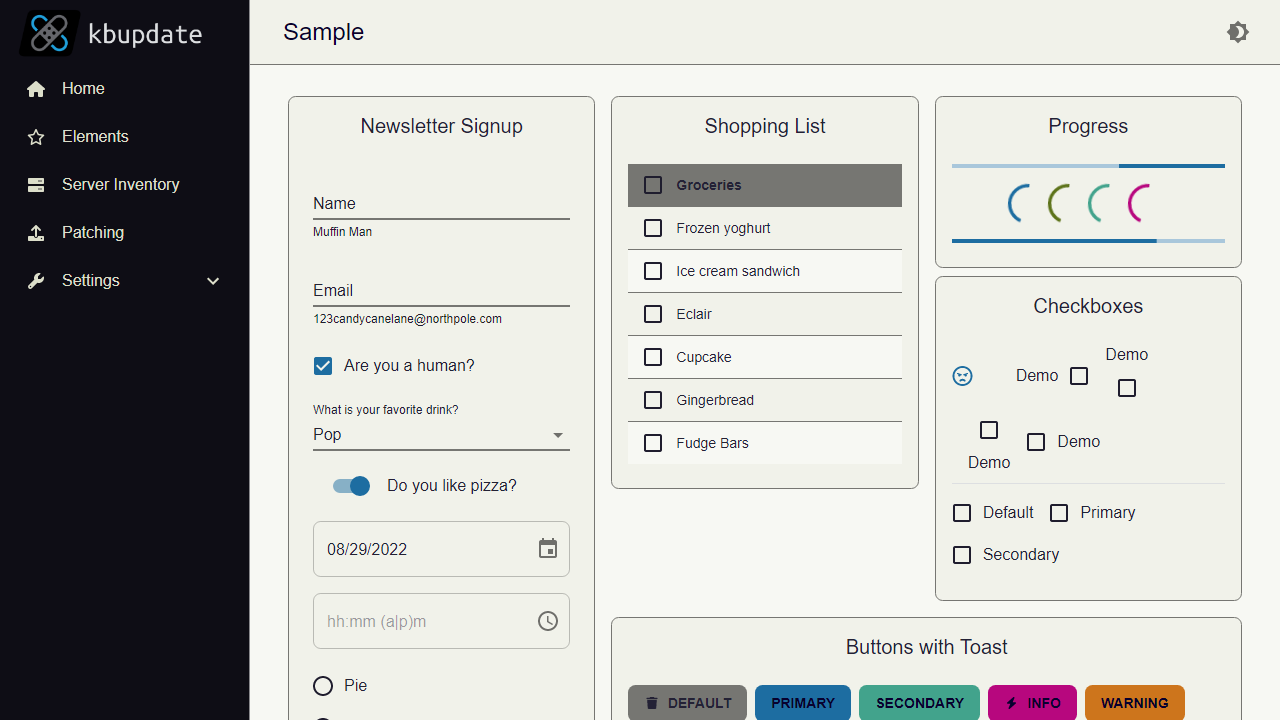 kbupdate
Home
Elements
Server Inventory
Patching
Settings
Sample
Newsletter Signup
Name
Muffin Man
Email
123candycanelane@northpole.com
Are you a human?
What is your favorite drink?
Pop
Do you like pizza?
08/29/2022
hh:mm (a|p)m
Pie
Shopping List
Groceries
Frozen yoghurt
Ice cream sandwich
Eclair
Cupcake
Gingerbread
Fudge Bars
Progress
Checkboxes
Demo
Demo
Demo
Demo
Default
Primary
Secondary
Buttons with Toast
DEFAULT
PRIMARY
SECONDARY
INFO
WARNING